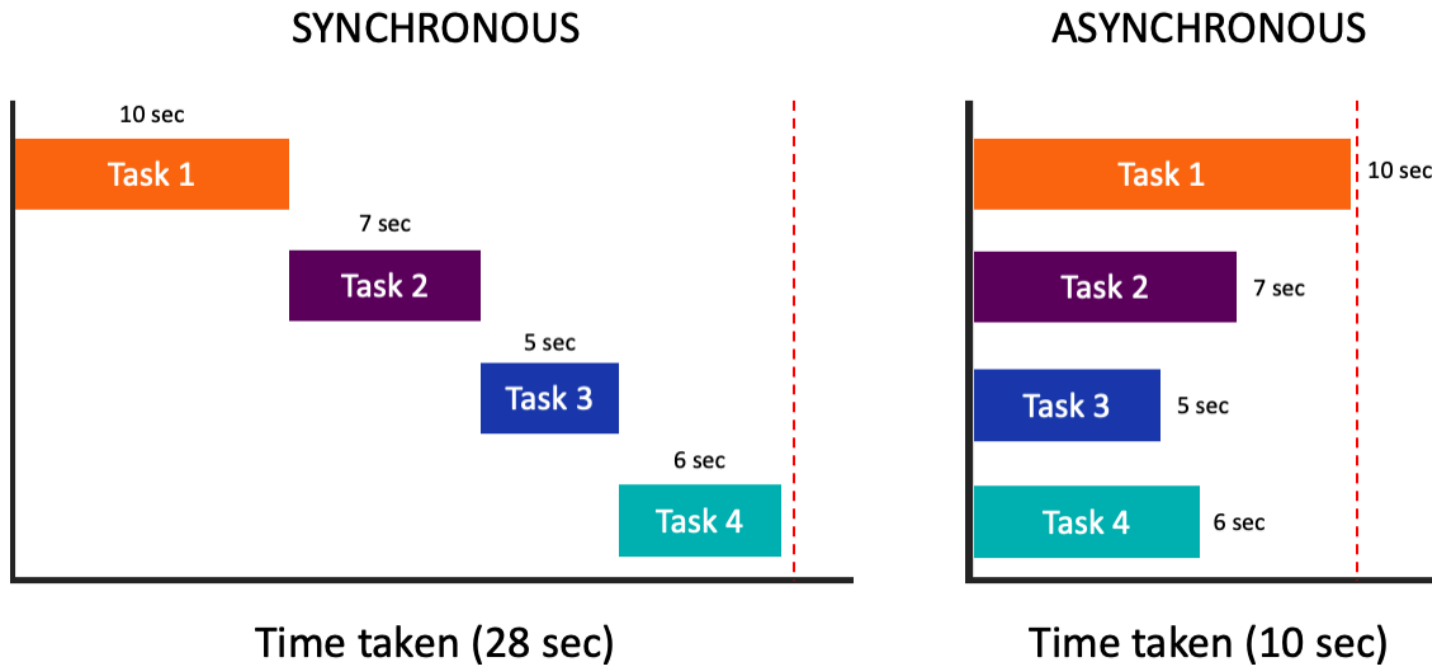 SYNCHRONOUS
10 sec
Task 1
7 sec
Task 2
5 sec
Task 3
6 sec
Task 4
Time taken (28 sec)
ASYNCHRONOUS
Task 1
10 sec
Task 2
7 sec
Task 3
5 sec
Task 4
6 sec
Time taken (10 sec)